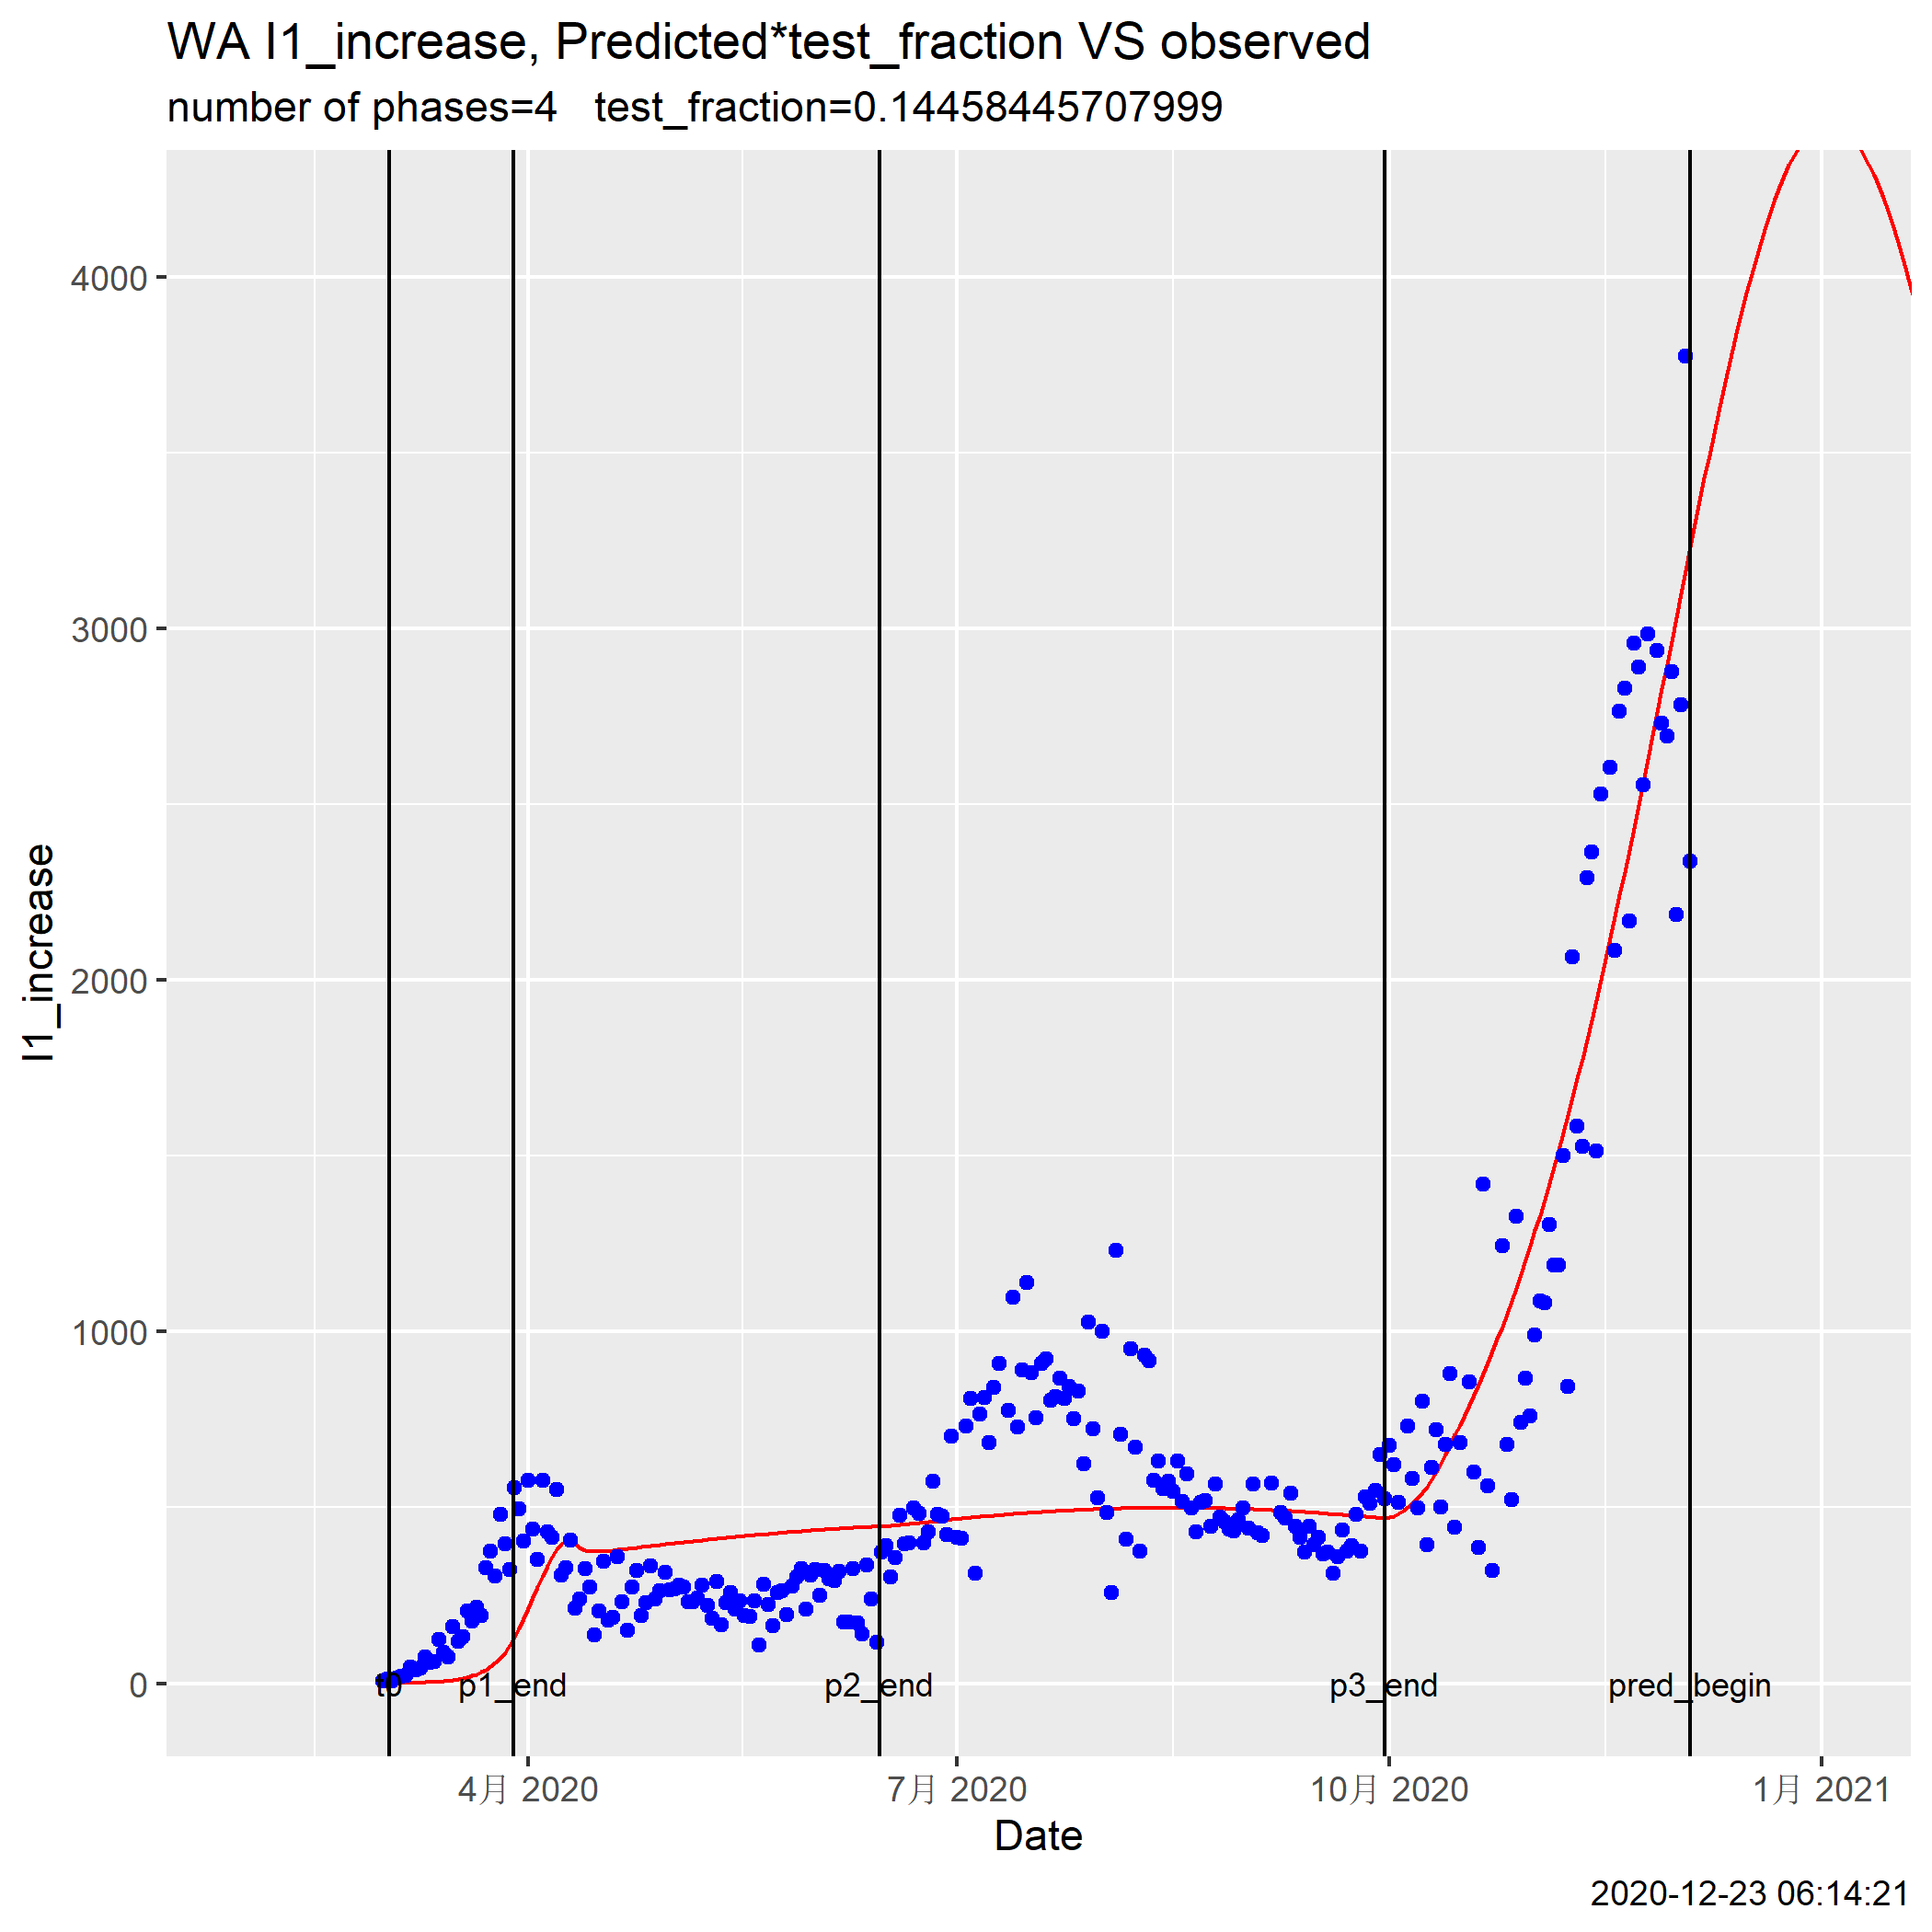 WA I1_increase, Predicted*test_fraction VS observed
number of phases=4 test_fraction=0.144584445707999
4000
3000
2000
1000
0
I1_increase
t0
p1_end
p2_end
p3_end
pred_begin
4月 2020
7月 2020
10月 2020
1月 2021
Date
2020-12-23 06:14:21